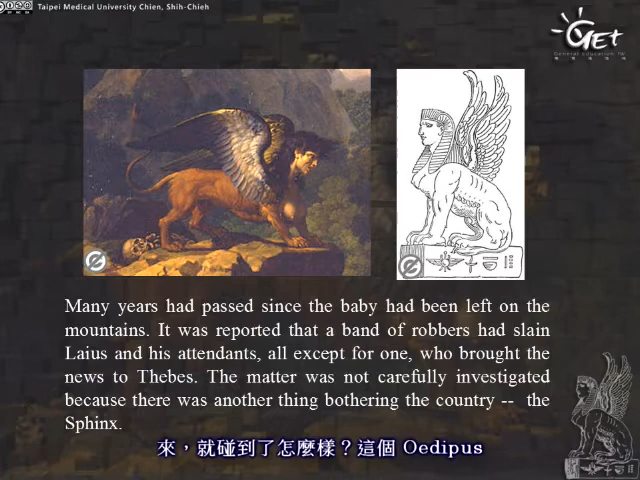 Taipei Medical University Chien, Shih-Chieh
GET
General education TW
Many years had passed since the baby had been left on the
mountains. It was reported that a band of robbers had slain
Laius and his attendants, all except for one, who brought the
news to Thebes. The matter was not carefully investigated
because there was another thing bothering the country -- the
Sphinx.
來，就碰到了怎麼樣？這個 Oedipus